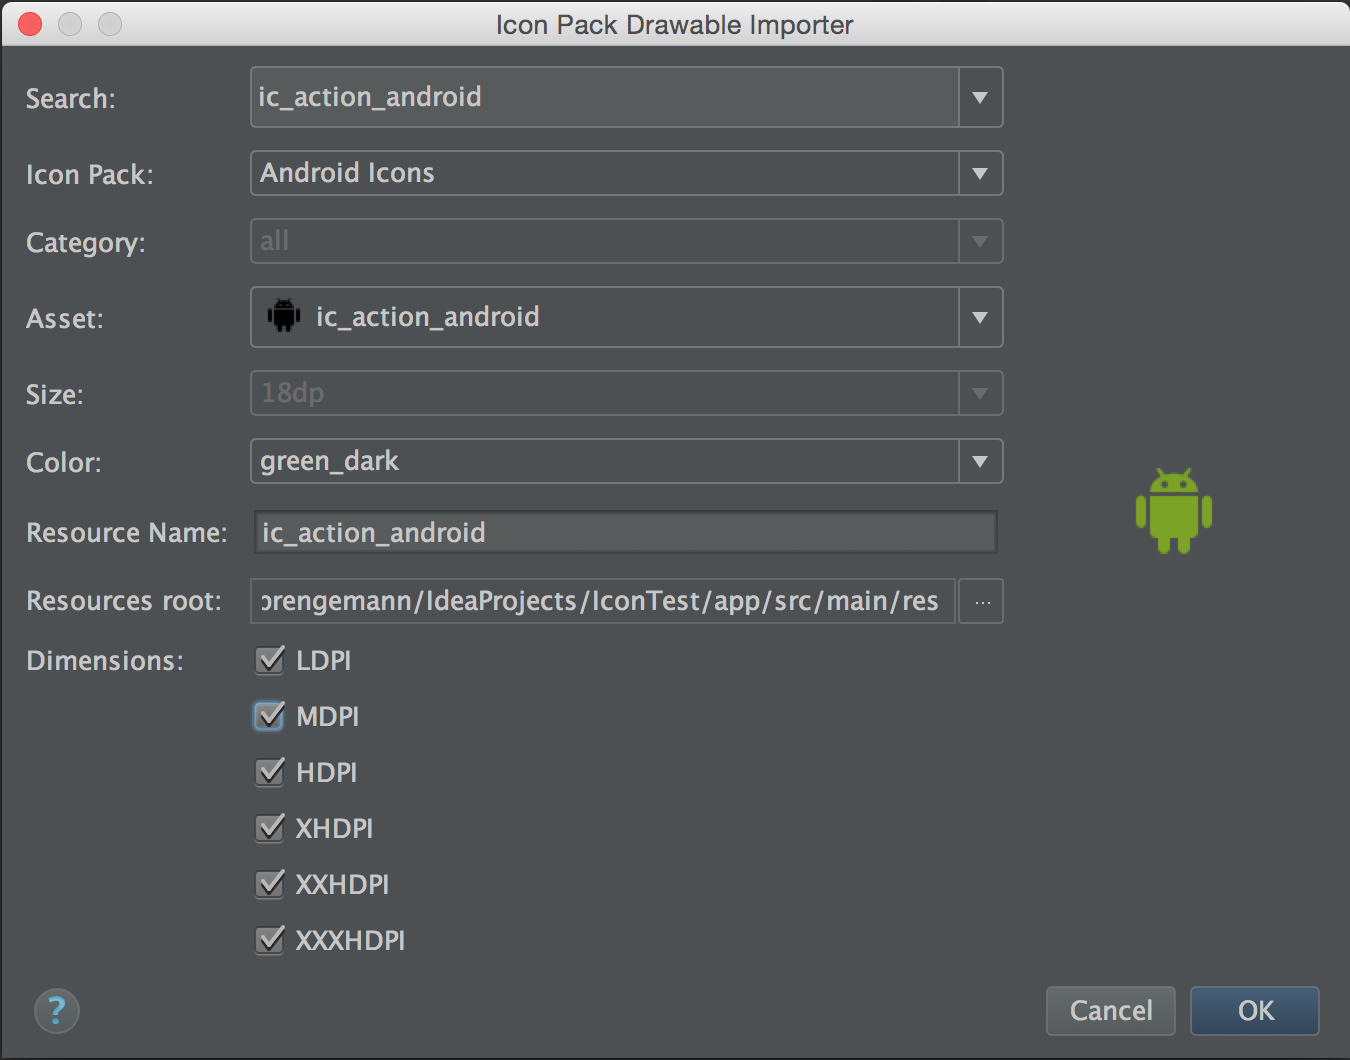 Icon Pack Drawable Importer
Search: ic_action_android
Icon Pack: Android Icons
Category: all
Asset: ic_action_android
Size: 18dp
Color: green_dark
Resource Name: ic_action_android
Resources root: /IdeaProjects/IconTest/app/src/main/res ...
Dimensions: LDPI
MDPI
HDPI
XHDPI
XXHDPI
XXXHDPI
? Cancel OK